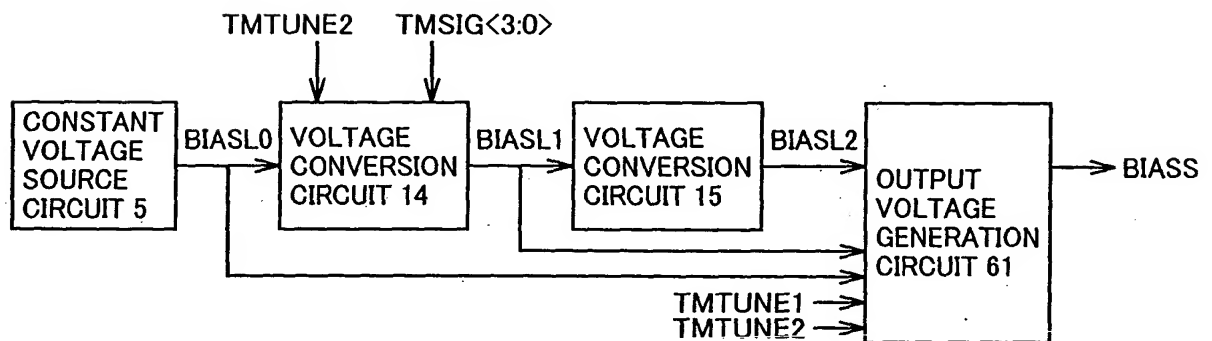 TMTUNE2 TMSIG<3:0>
CONSTANT
VOLTAGE
SOURCE
CIRCUIT 5
BIASL0
VOLTAGE
CONVERSION
CIRCUIT 14
BIASL1
VOLTAGE
CONVERSION
CIRCUIT 15
BIASL2
OUTPUT
VOLTAGE
GENERATION
CIRCUIT 61
BIASS
TMTUNE1
TMTUNE2